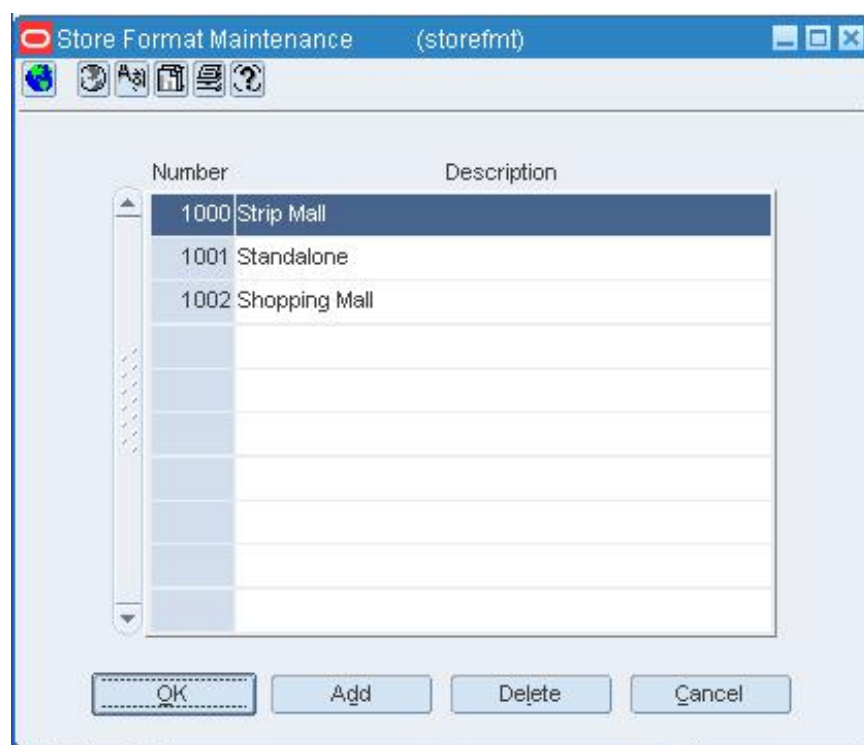 Store Format Maintenance (storefmt)
Number Description
1000 Strip Mall
1001 Standalone
1002 Shopping Mall
OK Add Delete Cancel